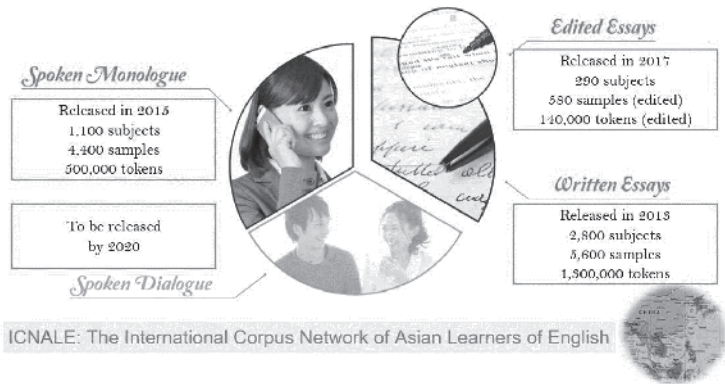 Spoken Monologue
Released in 2015
1,100 subjects
4,400 samples
500,000 tokens
To be released
by 2020
Spoken Dialogue
Edited Essays
Released in 2017
290 subjects
580 samples (edited)
140,000 tokens (edited)
Written Essays
Released in 2013
2,800 subjects
5,600 samples
1,300,000 tokens
ICNALE: The International Corpus Network of Asian Learners of English
CHINA